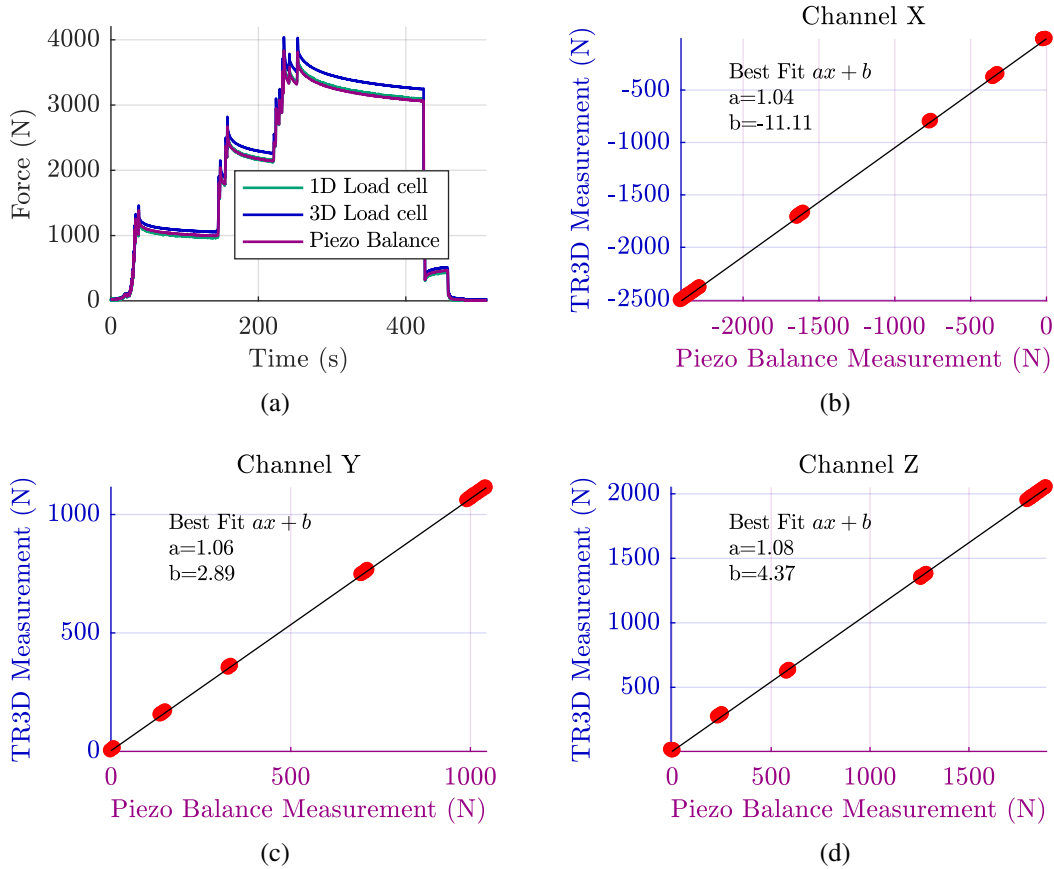 4000
3000
2000
1000
0
Force (N)
1D Load cell
3D Load cell
Piezo Balance
0
200
400
Time (s)
(a)
Channel X
-500
-1000
-1500
-2000
-2500
TR3D Measurement (N)
Best Fit ax + b
a=1.04
b=-11.11
-2000
-1500
-1000
-500
0
Piezo Balance Measurement (N)
(b)
Channel Y
1000
500
0
TR3D Measurement (N)
Best Fit ax + b
a=1.06
b=2.89
0
500
1000
Piezo Balance Measurement (N)
(c)
Channel Z
2000
1500
1000
500
TR3D Measurement (N)
Best Fit ax + b
a=1.08
b=4.37
0
500
1000
1500
Piezo Balance Measurement (N)
(d)